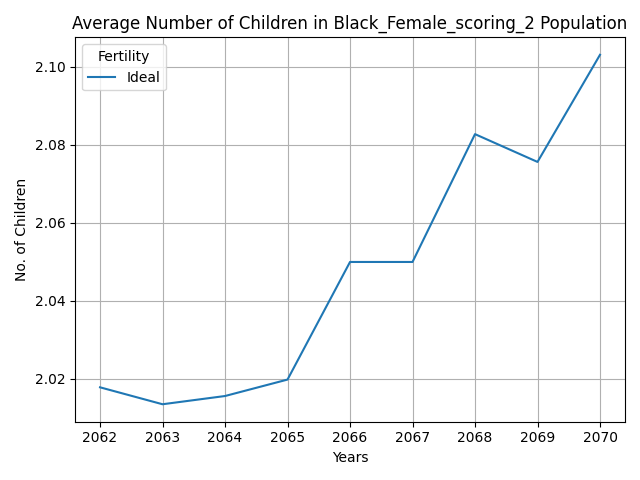 Average Number of Children in Black_Female_scoring_2 Population
Fertility
Ideal
2.10
2.08
2.06
2.04
2.02
No. of Children
2062 2063 2064 2065 2066 2067 2068 2069 2070
Years